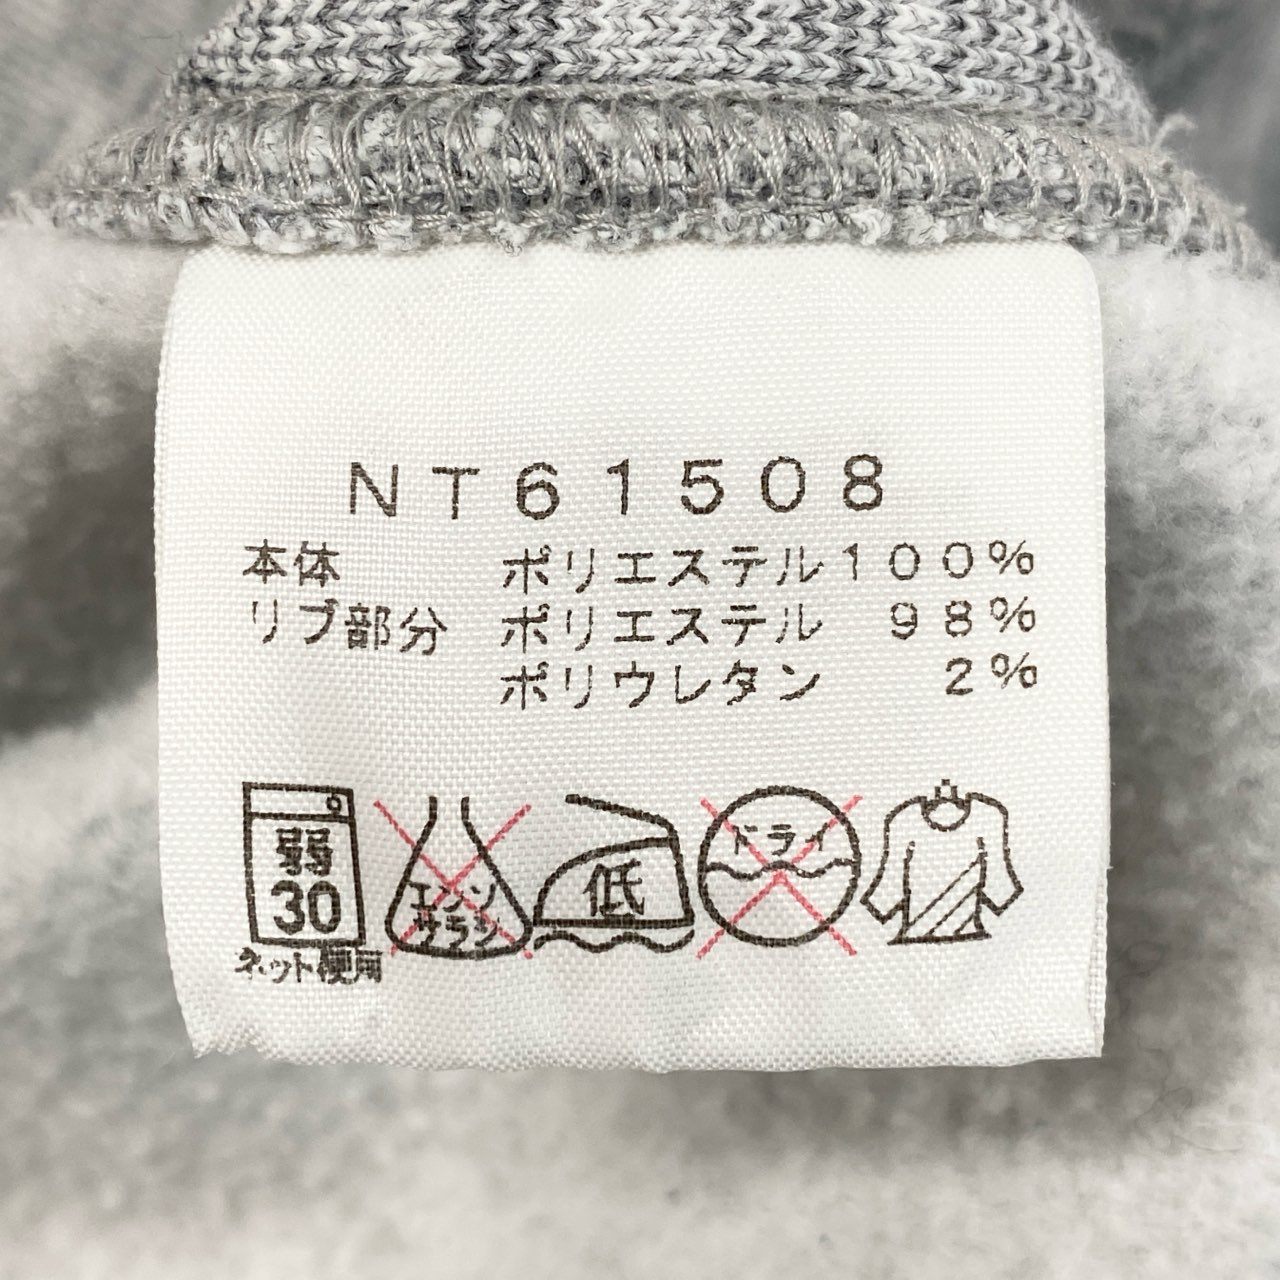 NT61508
本体 ポリエステル100%
リブ部分 ポリエステル 98%
ポリウレタン 2%
弱 エンソ 低 ドライ
30 サラシ
ネット使用